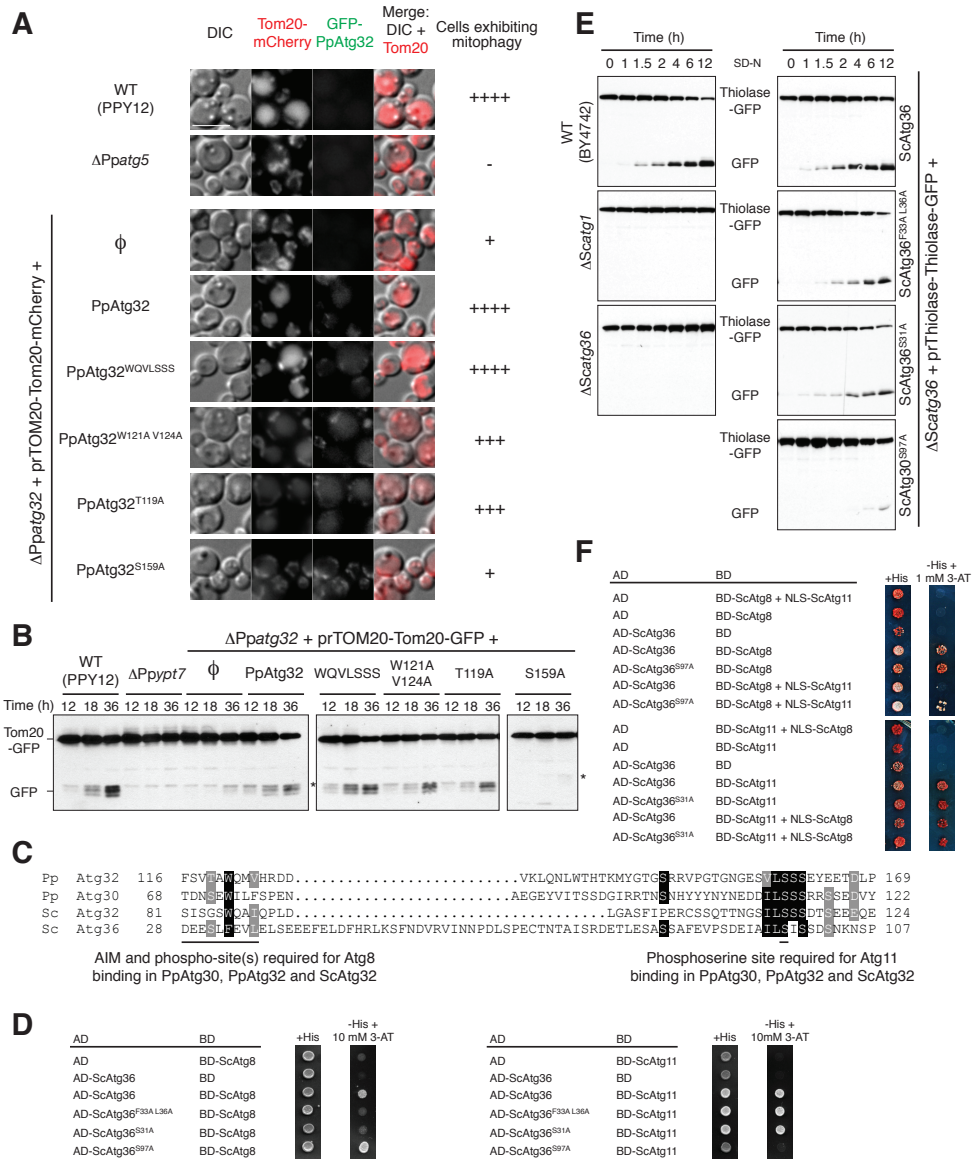 A
DIC
Tom20-
mCherry
GFP-
PpAtg32
Merge:
DIC +
Tom20
Cells exhibiting
mitophagy
WT
(PPY12)
++++
ΔPpatg5
-
ΔPpatg32 + prTOM20-Tom20-mCherry +
ϕ
+
PpAtg32
++++
PpAtg32WQVLSSS
++++
PpAtg32W121A V124A
+++
PpAtg32T119A
+++
PpAtg32S159A
+
B
ΔPpatg32 + prTOM20-Tom20-GFP +
WT
(PPY12)
ΔPpypt7
ϕ
PpAtg32
WQVLSSS
W121A
V124A
T119A
S159A
Time (h)
12 18 36 12 18 36 12 18 36 12 18 36
12 18 36 12 18 36 12 18 36
12 18 36
Tom20
-GFP
GFP
*
*
C
Pp Atg32 116 FSVTAWQMVHRDD..............................VKLQNLWTHTKMYGTGSRRVPGTGNGESVLSSSEYEETDLP 169
Pp Atg30 68 TDNSEWILFSPEN.........................AEGEYVITSSDRTGNSTNSHYYYNYNEDDILSSSRRSSEDVY 122
Sc Atg32 81 SISGSWQAIQPLD.................................LGASFIPERCSSQTTNGSILSSSDTSEEEQE 124
Sc Atg36 28 DEESLFEVLELSEEFELDFHRLKSFNDVRVINNPDLSPECTNTAISRDETLESASSAFEVPSDEIAILSISSDSNKNSP 107
AIM and phospho-site(s) required for Atg8
binding in PpAtg30, PpAtg32 and ScAtg32
Phosphoserine site required for Atg11
binding in PpAtg30, PpAtg32 and ScAtg32
D
AD BD +His -His +
10 mM 3-AT
AD BD-ScAtg8
AD-ScAtg36 BD
AD-ScAtg36 BD-ScAtg8
AD-ScAtg36F33A L36A BD-ScAtg8
AD-ScAtg36S31A BD-ScAtg8
AD-ScAtg36S97A BD-ScAtg8
AD BD +His -His +
10mM 3-AT
AD BD-ScAtg11
AD-ScAtg36 BD
AD-ScAtg36 BD-ScAtg11
AD-ScAtg36F33A L36A BD-ScAtg11
AD-ScAtg36S31A BD-ScAtg11
AD-ScAtg36S97A BD-ScAtg11
E
Time (h)
Time (h)
0 1 1.5 2 4 6 12
SD-N
0 1 1.5 2 4 6 12
WT
(BY4742)
Thiolase
-GFP
GFP
ScAtg36
ΔScatg1
Thiolase
-GFP
GFP
ScAtg36F33A L36A
ΔScatg36
Thiolase
-GFP
GFP
ScAtg36S31A
Thiolase
-GFP
GFP
ScAtg30S97A
ΔScatg36 + prThiolase-Thiolase-GFP +
F
AD BD +His -His +
1 mM 3-AT
AD BD-ScAtg8 + NLS-ScAtg11
AD BD-ScAtg8
AD-ScAtg36 BD
AD-ScAtg36 BD-ScAtg8
AD-ScAtg36S97A BD-ScAtg8
AD-ScAtg36 BD-ScAtg8 + NLS-ScAtg11
AD-ScAtg36S97A BD-ScAtg8 + NLS-ScAtg11
AD BD-ScAtg11 + NLS-ScAtg8
AD BD-ScAtg11
AD-ScAtg36 BD
AD-ScAtg36 BD-ScAtg11
AD-ScAtg36S31A BD-ScAtg11
AD-ScAtg36 BD-ScAtg11 + NLS-ScAtg8
AD-ScAtg36S31A BD-ScAtg11 + NLS-ScAtg8